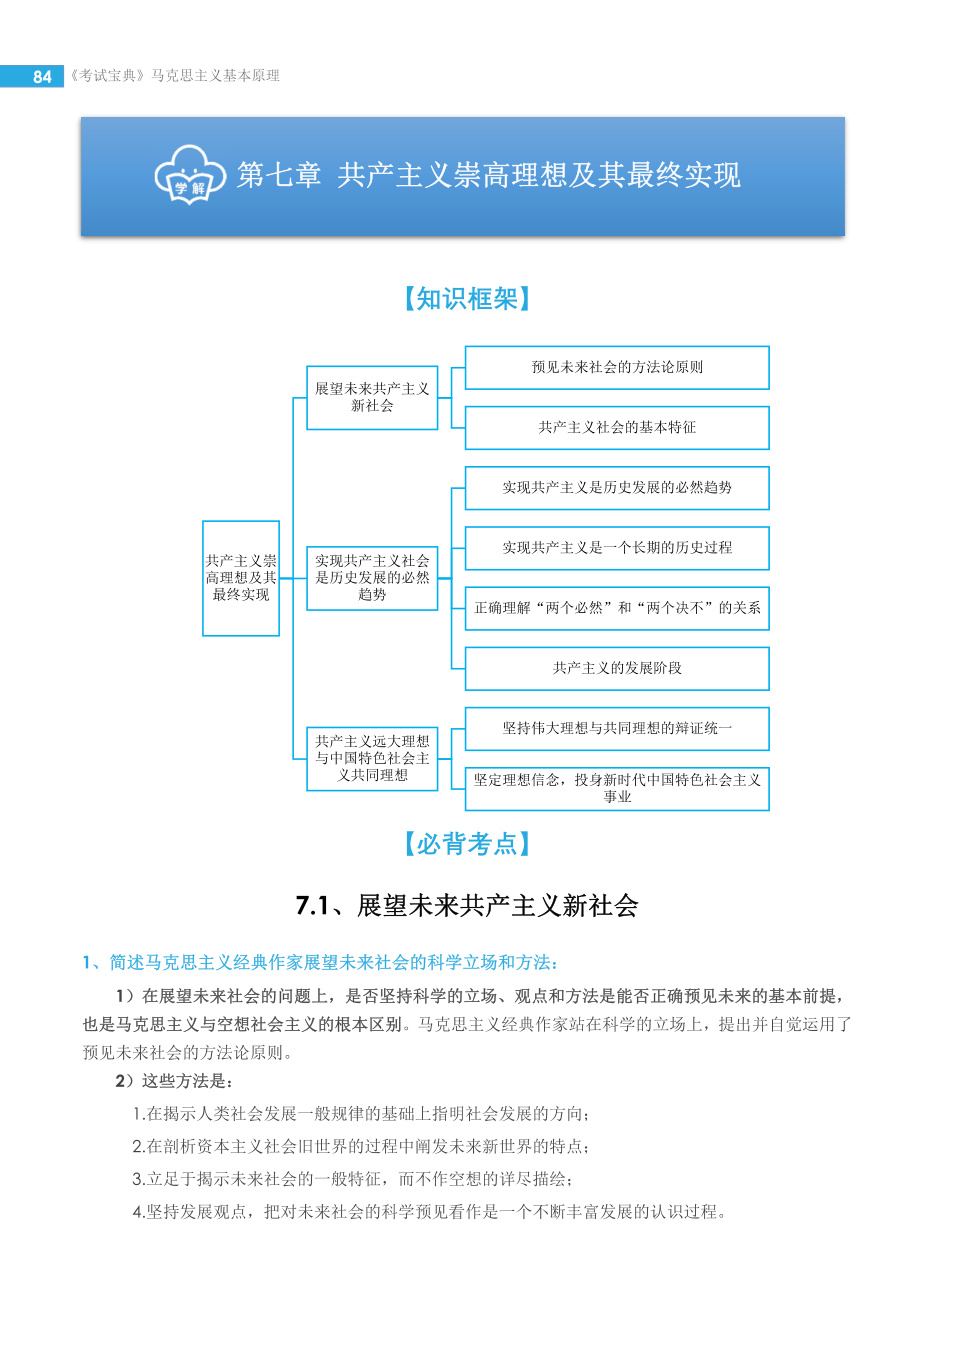 84 《考试宝典》马克思主义基本原理
学解
第七章 共产主义崇高理想及其最终实现
【知识框架】
共产主义崇
高理想及其
最终实现
展望未来共产主义
新社会
预见未来社会的方法论原则
共产主义社会的基本特征
实现共产主义社会
是历史发展的必然
趋势
实现共产主义是历史发展的必然趋势
实现共产主义是一个长期的历史过程
正确理解“两个必然”和“两个决不”的关系
共产主义的发展阶段
共产主义远大理想
与中国特色社会主
义共同理想
坚持伟大理想与共同理想的辩证统一
坚定理想信念，投身新时代中国特色社会主义
事业
【必背考点】
7.1、展望未来共产主义新社会
1、简述马克思主义经典作家展望未来社会的科学立场和方法：
1）在展望未来社会的问题上，是否坚持科学的立场、观点和方法是能否正确预见未来的基本前提，
也是马克思主义与空想社会主义的根本区别。马克思主义经典作家站在科学的立场上，提出并自觉运用了
预见未来社会的方法论原则。
2）这些方法是：
1.在揭示人类社会发展一般规律的基础上指明社会发展的方向；
2.在剖析资本主义社会旧世界的过程中阐发未来新世界的特点；
3.立足于揭示未来社会的一般特征，而不作空想的详尽描绘；
4.坚持发展观点，把对未来社会的科学预见看作是一个不断丰富发展的认识过程。